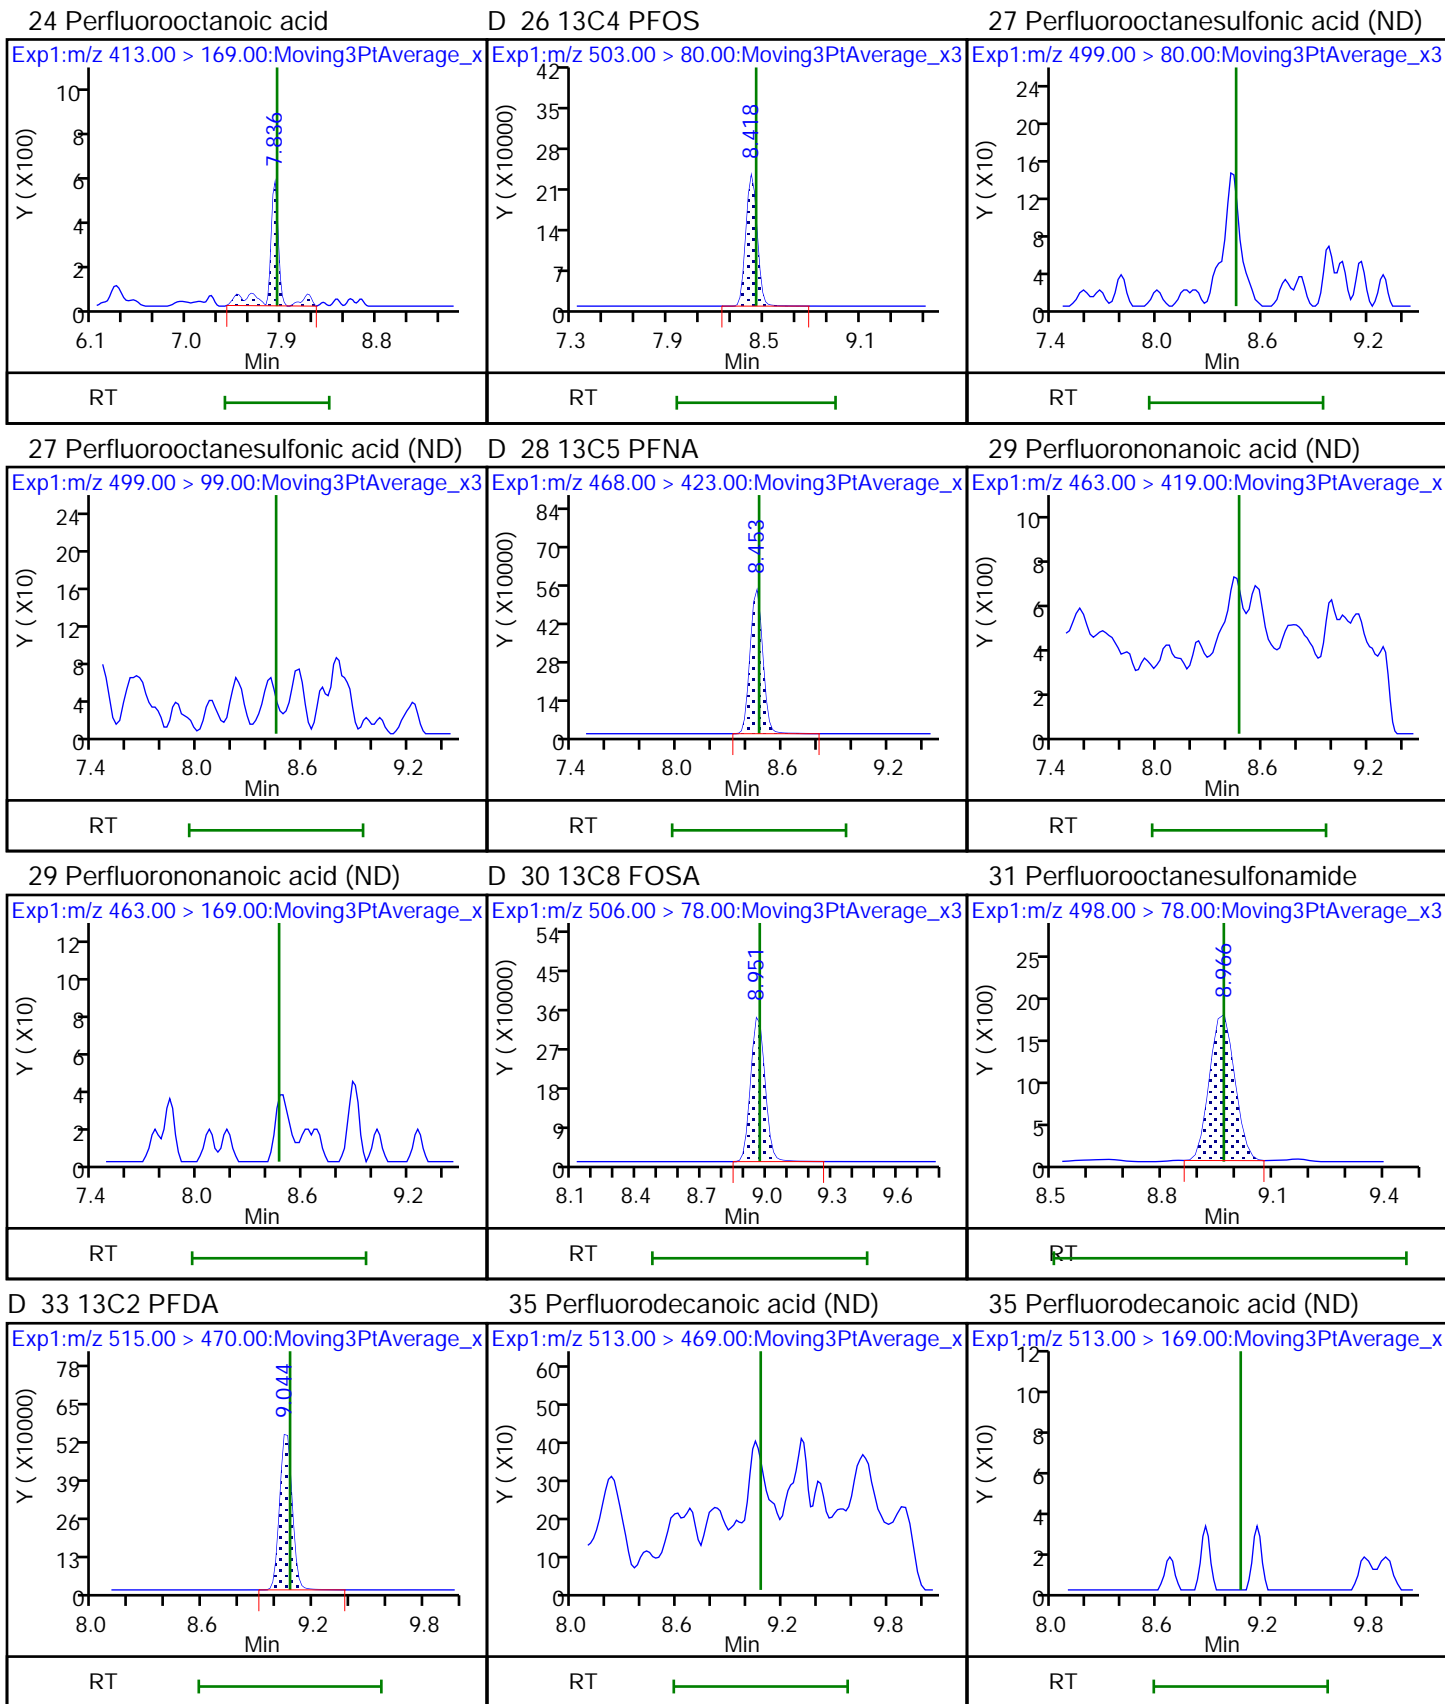 24 Perfluorooctanoic acid
D 26 13C4 PFOS
27 Perfluorooctanesulfonic acid (ND)
Exp1:m/z 413.00 > 169.00:Moving3PtAverage_x
Exp1:m/z 503.00 > 80.00:Moving3PtAverage_x3
Exp1:m/z 499.00 > 80.00:Moving3PtAverage_x3
Y ( X100)
10
8
6
4
2
0
7.836
6.1 7.0 7.9 8.8
Min
RT
Y ( X10000)
42
35
28
21
14
7
0
8.418
7.3 7.9 8.5 9.1
Min
RT
Y ( X10)
24
20
16
12
8
4
0
7.4 8.0 8.6 9.2
Min
RT
27 Perfluorooctanesulfonic acid (ND)
D 28 13C5 PFNA
29 Perfluorononanoic acid (ND)
Exp1:m/z 499.00 > 99.00:Moving3PtAverage_x3
Exp1:m/z 468.00 > 423.00:Moving3PtAverage_x
Exp1:m/z 463.00 > 419.00:Moving3PtAverage_x
Y ( X10)
24
20
16
12
8
4
0
7.4 8.0 8.6 9.2
Min
RT
Y ( X10000)
84
70
56
42
28
14
0
8.453
7.4 8.0 8.6 9.2
Min
RT
Y ( X100)
10
8
6
4
2
0
7.4 8.0 8.6 9.2
Min
RT
29 Perfluorononanoic acid (ND)
D 30 13C8 FOSA
31 Perfluorooctanesulfonamide
Exp1:m/z 463.00 > 169.00:Moving3PtAverage_x
Exp1:m/z 506.00 > 78.00:Moving3PtAverage_x3
Exp1:m/z 498.00 > 78.00:Moving3PtAverage_x3
Y ( X10)
12
10
8
6
4
2
0
7.4 8.0 8.6 9.2
Min
RT
Y ( X10000)
54
45
36
27
18
9
0
8.951
8.1 8.4 8.7 9.0 9.3 9.6
Min
RT
Y ( X100)
25
20
15
10
5
0
8.966
8.5 8.8 9.1 9.4
Min
RT
D 33 13C2 PFDA
35 Perfluorodecanoic acid (ND)
35 Perfluorodecanoic acid (ND)
Exp1:m/z 515.00 > 470.00:Moving3PtAverage_x
Exp1:m/z 513.00 > 469.00:Moving3PtAverage_x
Exp1:m/z 513.00 > 169.00:Moving3PtAverage_x
Y ( X10000)
78
65
52
39
26
13
0
9.044
8.0 8.6 9.2 9.8
Min
RT
Y ( X10)
60
50
40
30
20
10
0
8.0 8.6 9.2 9.8
Min
RT
Y ( X10)
12
10
8
6
4
2
0
8.0 8.6 9.2 9.8
Min
RT